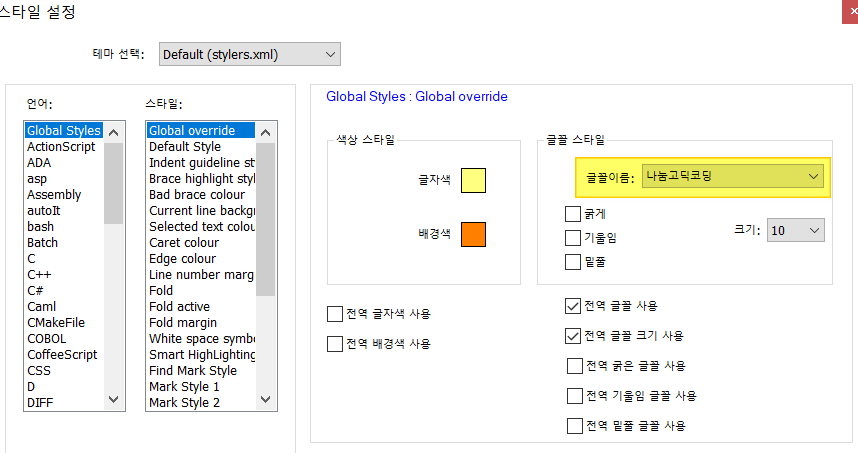 스타일 설정
테마 선택: Default (stylers.xml)
언어:
Global Styles
ActionScript
ADA
asp
Assembly
autoIt
bash
Batch
C
C++
C#
Caml
CMakeFile
COBOL
CoffeeScript
CSS
D
DIFF
스타일:
Global override
Default Style
Indent guideline st
Brace highlight styl
Bad brace colour
Current line backg
Selected text colou
Caret colour
Edge colour
Line number marg
Fold
Fold active
Fold margin
White space symb
Smart HighLighting
Find Mark Style
Mark Style 1
Mark Style 2
Global Styles : Global override
색상 스타일
글자색
배경색
전역 글자색 사용
전역 배경색 사용
글꼴 스타일
글꼴이름: 나눔고딕코딩
굵게
기울임
밑줄
크기: 10
전역 글꼴 사용
전역 글꼴 크기 사용
전역 굵은 글꼴 사용
전역 기울임 글꼴 사용
전역 밑줄 글꼴 사용